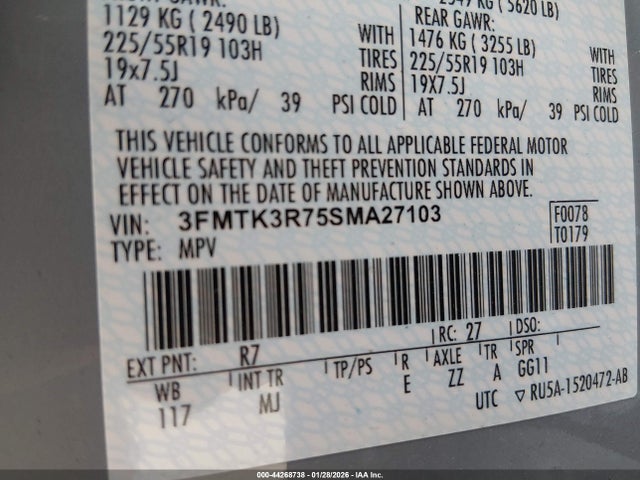 1129 KG ( 2490 LB) WITH
225/55R19 103H TIRES
19x7.5J RIMS
AT 270 kPa/ 39 PSI COLD
2549 KG ( 5620 LB)
REAR GAWR:
1476 KG ( 3255 LB) WITH
225/55R19 103H TIRES
19X7.5J RIMS
AT 270 kPa/ 39 PSI COLD
THIS VEHICLE CONFORMS TO ALL APPLICABLE FEDERAL MOTOR
VEHICLE SAFETY AND THEFT PREVENTION STANDARDS IN
EFFECT ON THE DATE OF MANUFACTURE SHOWN ABOVE.
VIN: 3FMTK3R75SMA27103
F0078
T0179
TYPE: MPV
EXT PNT: R7 RC: 27 DSO:
WB INT TR TP/PS R AXLE TR SPR
117 MJ E ZZ A GG11
UTC ▽ RU5A-1520472-AB
000-44268738 - 01/28/2026 - IAA Inc.